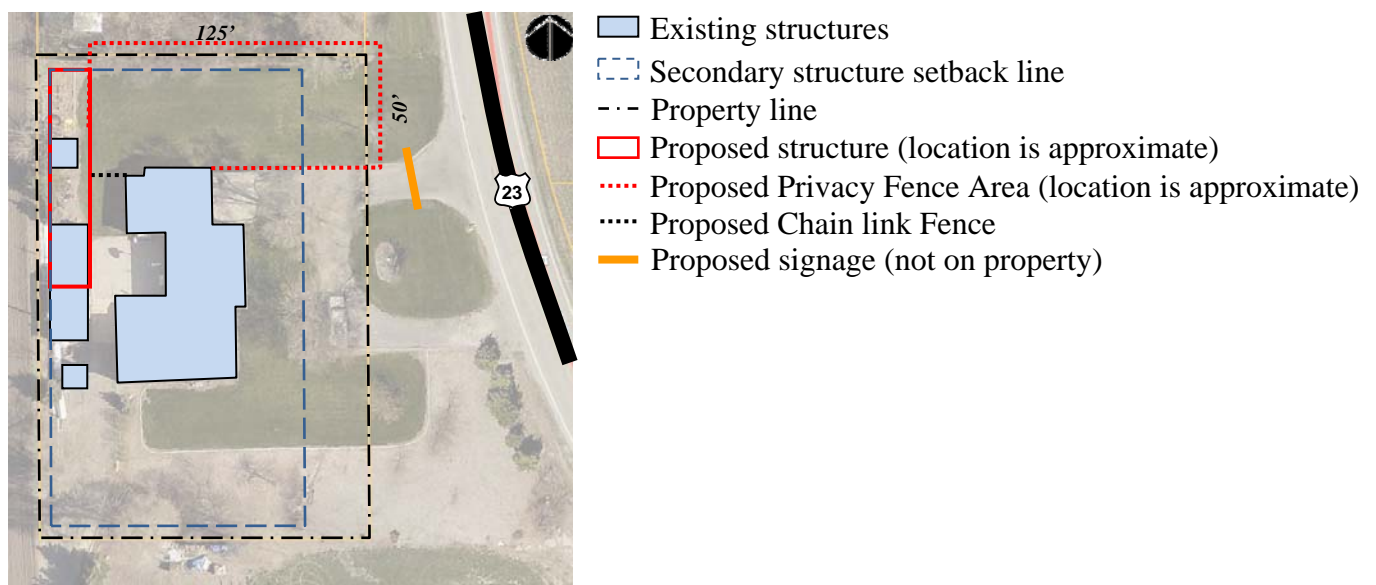 125’
50’
23
Existing structures
Secondary structure setback line
Property line
Proposed structure (location is approximate)
Proposed Privacy Fence Area (location is approximate)
Proposed Chain link Fence
Proposed signage (not on property)